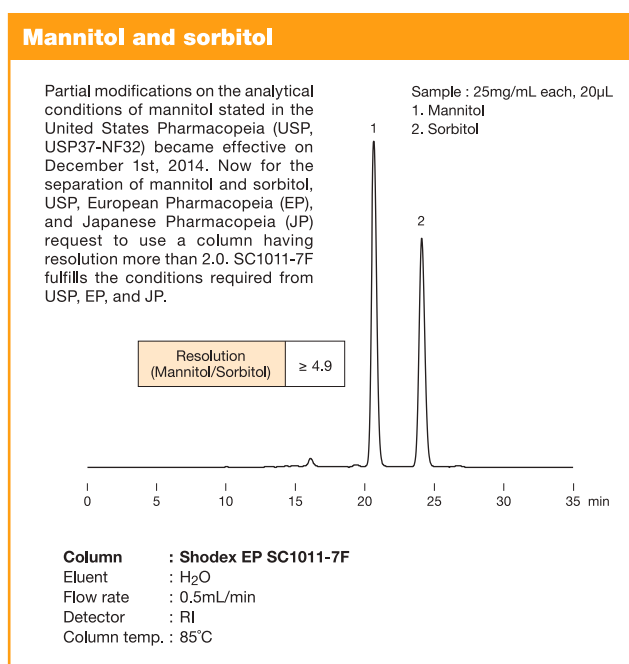 Mannitol and sorbitol
Partial modifications on the analytical
conditions of mannitol stated in the
United States Pharmacopeia (USP,
USP37-NF32) became effective on
December 1st, 2014. Now for the
separation of mannitol and sorbitol,
USP, European Pharmacopeia (EP),
and Japanese Pharmacopeia (JP)
request to use a column having
resolution more than 2.0. SC1011-7F
fulfills the conditions required from
USP, EP, and JP.
Sample : 25mg/mL each, 20µL
1. Mannitol
2. Sorbitol
1
2
Resolution
(Mannitol/Sorbitol)
≥ 4.9
0 5 10 15 20 25 30 35 min
Column : Shodex EP SC1011-7F
Eluent : H₂O
Flow rate : 0.5mL/min
Detector : RI
Column temp. : 85°C